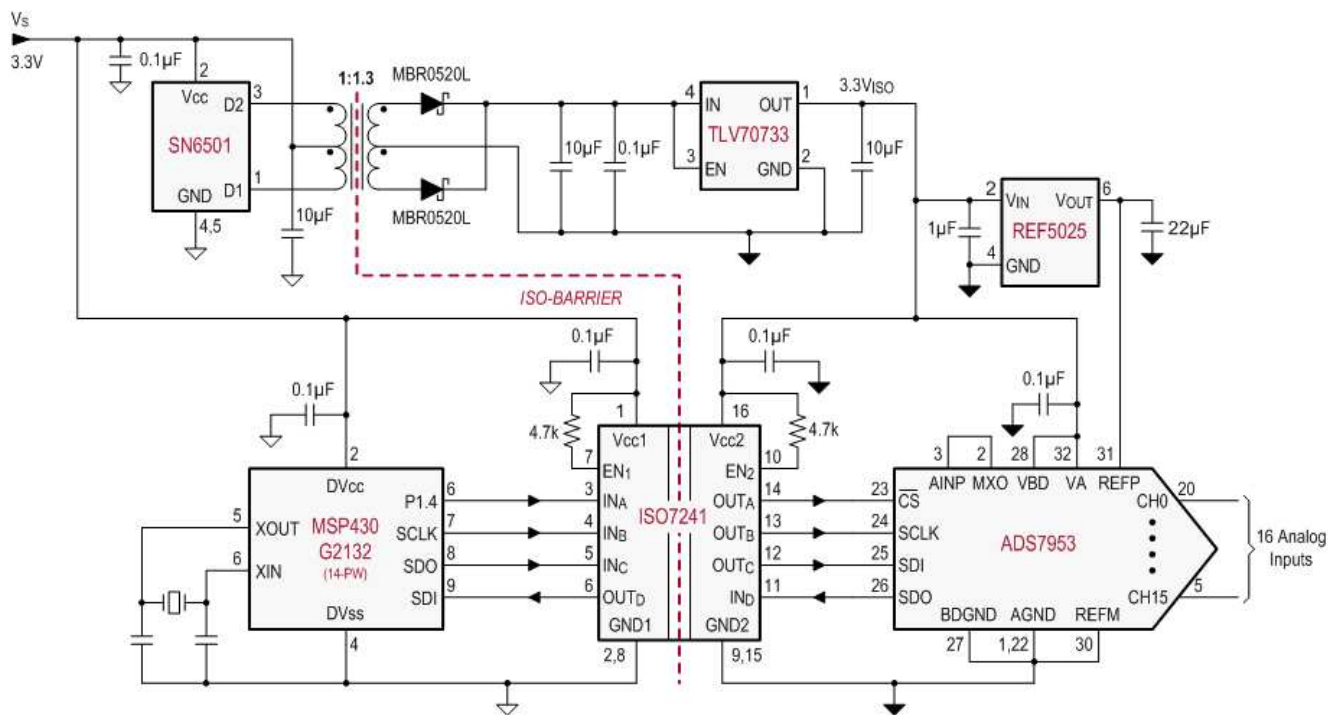 Vs
3.3V
0.1µF
2
Vcc
D2
3
SN6501
GND
D1
1
4,5
10µF
1:1.3
MBR0520L
MBR0520L
10µF
0.1µF
4
IN
OUT
1
TLV70733
3
EN
GND
2
3.3VISO
10µF
2
VIN
VOUT
6
REF5025
1µF
4
GND
22µF
ISO-BARRIER
0.1µF
0.1µF
0.1µF
0.1µF
4.7k
1
16
4.7k
Vcc1
Vcc2
7
EN1
EN2
10
3
INA
OUTA
14
4
INB
OUTB
13
ISO7241
5
INC
OUTC
12
6
OUTD
IND
11
GND1
GND2
2,8
9,15
2
DVcc
5
XOUT
6
XIN
MSP430
G2132
(14-PW)
P1.4
6
SCLK
7
SDO
8
SDI
9
DVss
4
3
2
28
32
31
AINP
MXO
VBD
VA
REFP
23
CS
24
SCLK
25
SDI
26
SDO
ADS7953
CH0
20
CH15
5
16 Analog
Inputs
BDGND
AGND
REFM
27
1,22
30